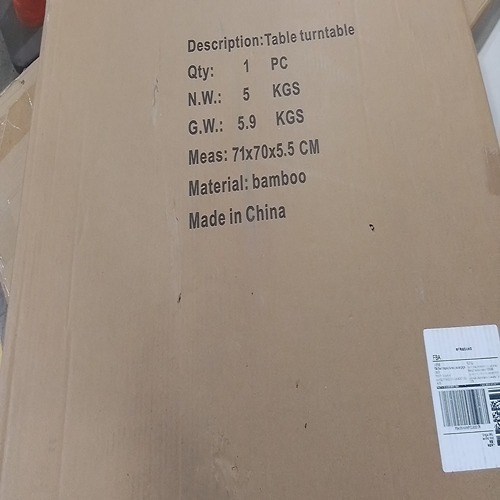 Description:Table turntable
Qty: 1 PC
N.W.: 5 KGS
G.W.: 5.9 KGS
Meas: 71x70x5.5 CM
Material: bamboo
Made in China
FBA